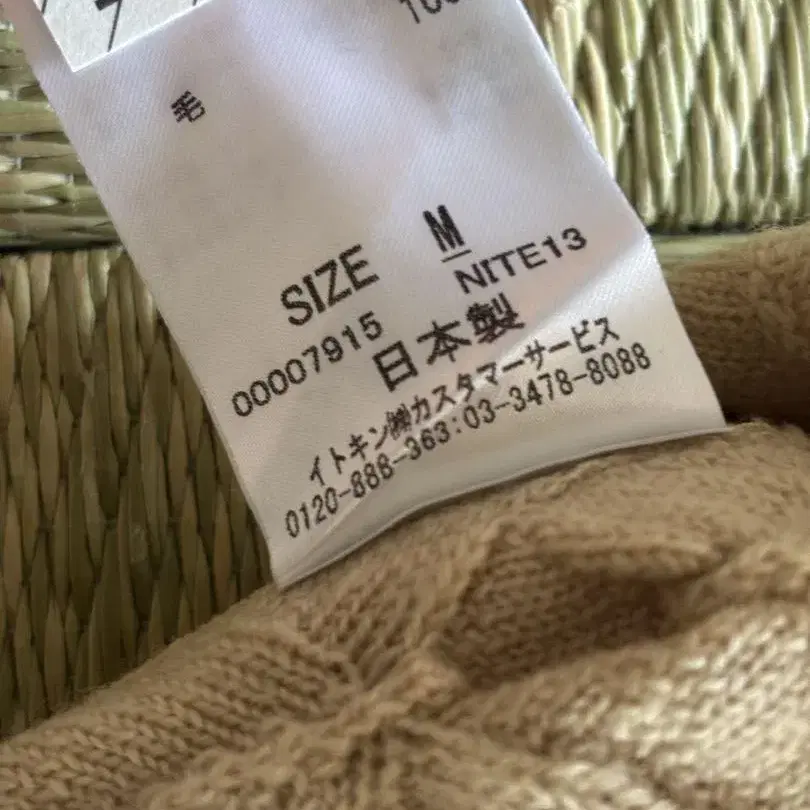 毛
SIZE M
00007915 NITE13
日本製
イトキン㈱カスタマーサービス
0120-888-363:03-3478-8088